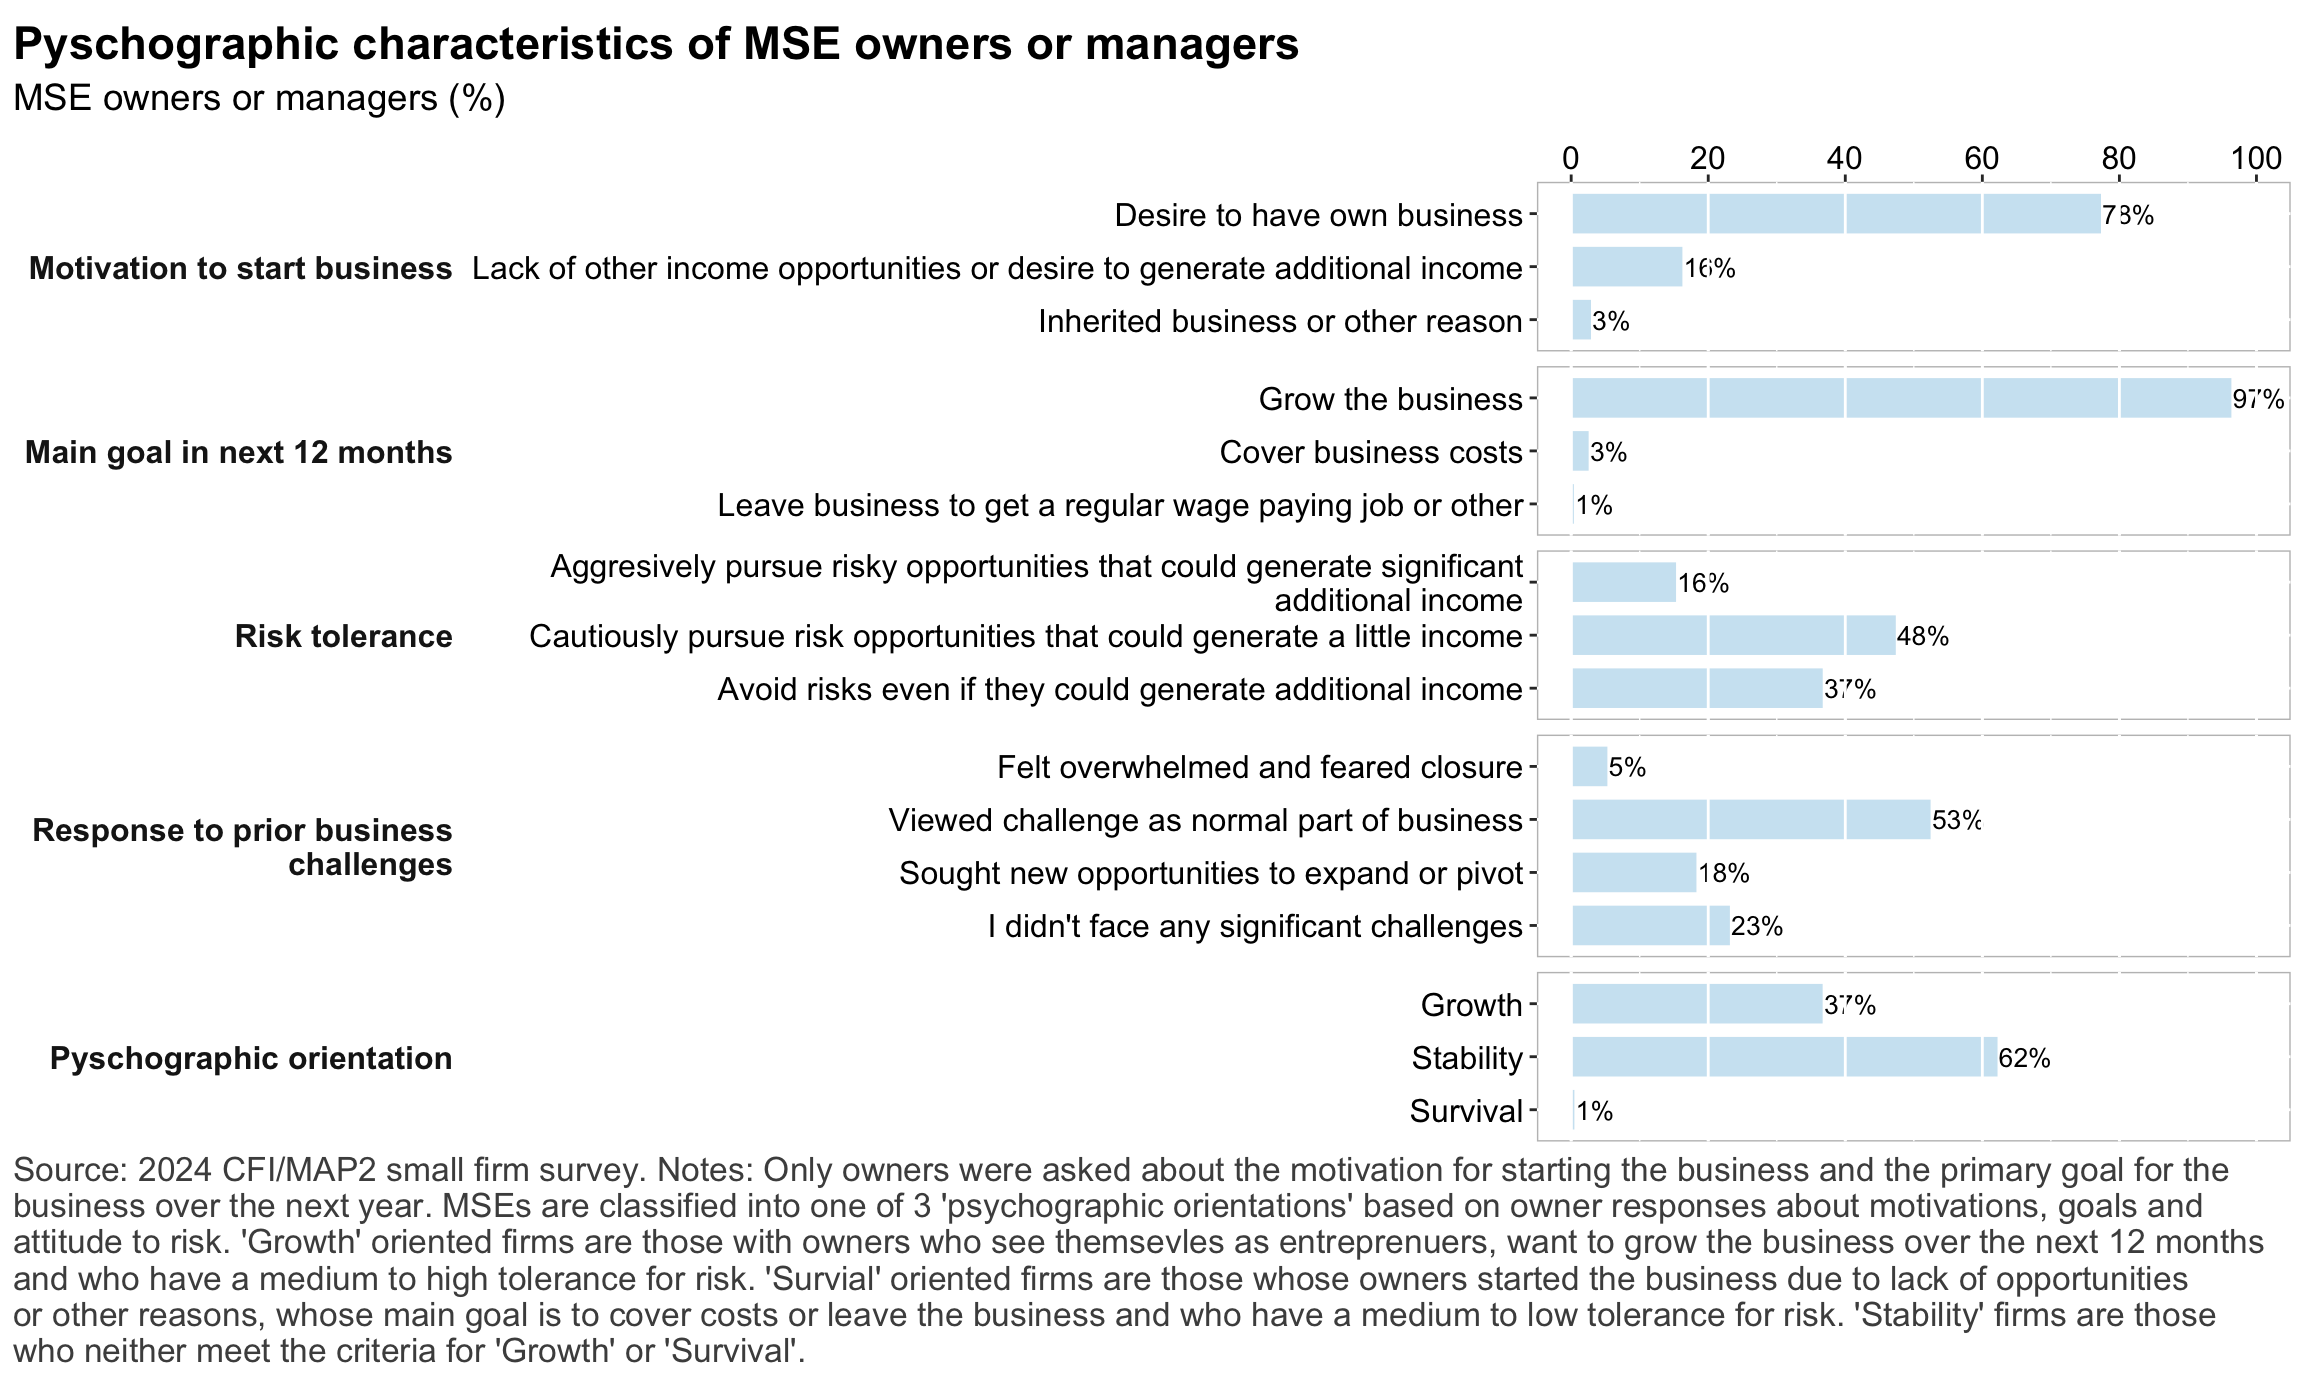 Pyschographic characteristics of MSE owners or managers
MSE owners or managers (%)
0 20 40 60 80 100
Motivation to start business
Desire to have own business 78%
Lack of other income opportunities or desire to generate additional income 16%
Inherited business or other reason 3%
Main goal in next 12 months
Grow the business 97%
Cover business costs 3%
Leave business to get a regular wage paying job or other 1%
Risk tolerance
Aggresively pursue risky opportunities that could generate significant
additional income 16%
Cautiously pursue risk opportunities that could generate a little income 48%
Avoid risks even if they could generate additional income 37%
Response to prior business
challenges
Felt overwhelmed and feared closure 5%
Viewed challenge as normal part of business 53%
Sought new opportunities to expand or pivot 18%
I didn't face any significant challenges 23%
Pyschographic orientation
Growth 37%
Stability 62%
Survival 1%
Source: 2024 CFI/MAP2 small firm survey. Notes: Only owners were asked about the motivation for starting the business and the primary goal for the
business over the next year. MSEs are classified into one of 3 'psychographic orientations' based on owner responses about motivations, goals and
attitude to risk. 'Growth' oriented firms are those with owners who see themsevles as entreprenuers, want to grow the business over the next 12 months
and who have a medium to high tolerance for risk. 'Survial' oriented firms are those whose owners started the business due to lack of opportunities
or other reasons, whose main goal is to cover costs or leave the business and who have a medium to low tolerance for risk. 'Stability' firms are those
who neither meet the criteria for 'Growth' or 'Survival'.